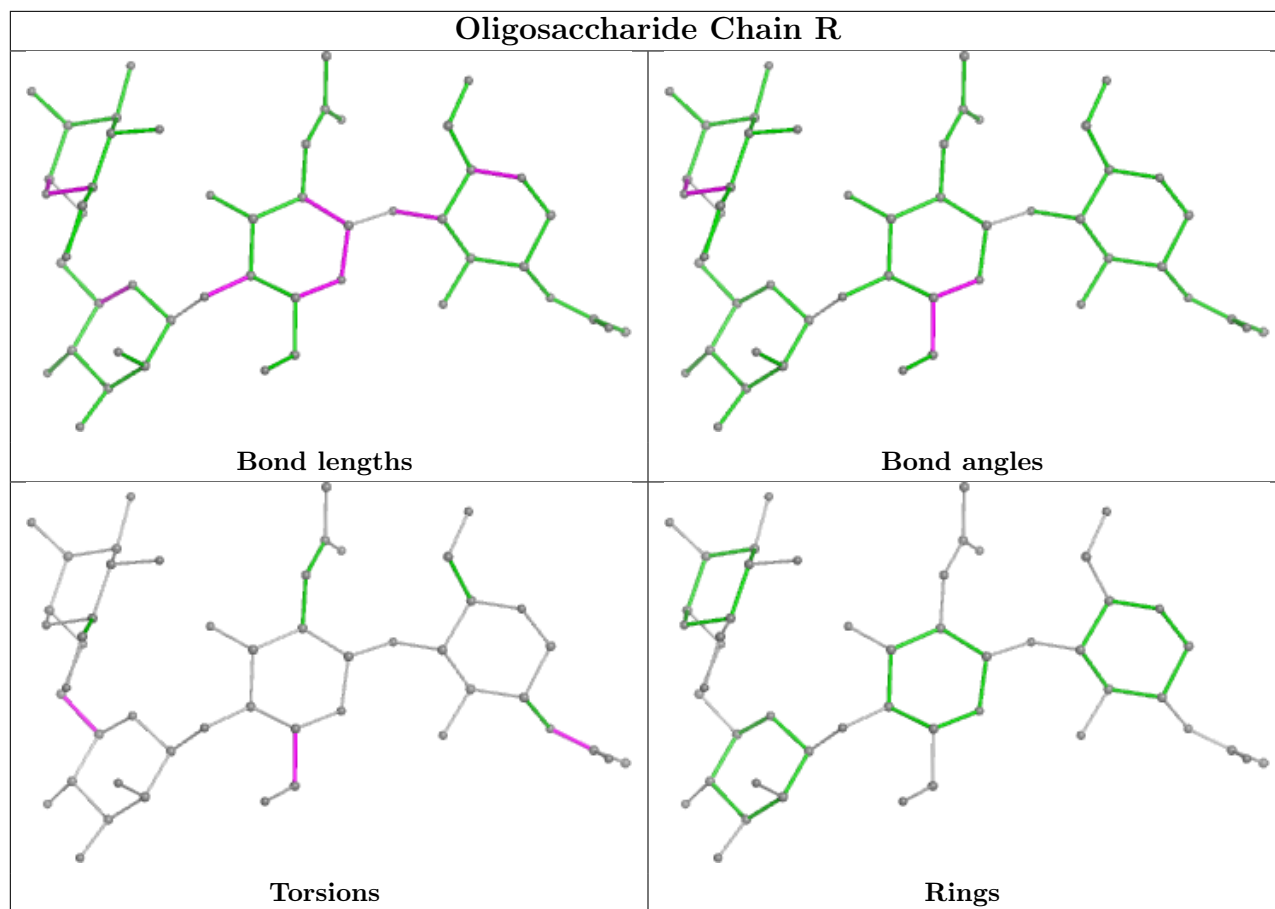 Oligosaccharide Chain R
Bond lengths
Bond angles
Torsions
Rings